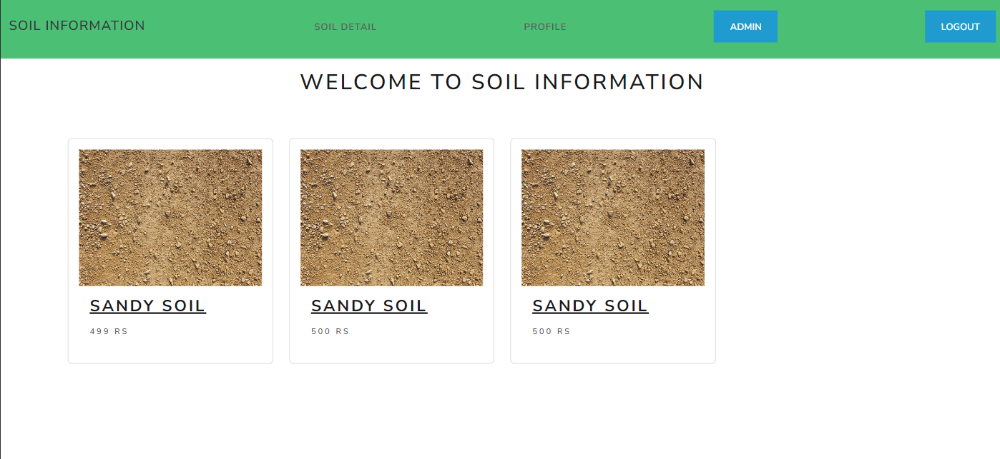 SOIL INFORMATION
SOIL DETAIL
PROFILE
ADMIN
LOGOUT
WELCOME TO SOIL INFORMATION
SANDY SOIL
499 RS
SANDY SOIL
500 RS
SANDY SOIL
500 RS